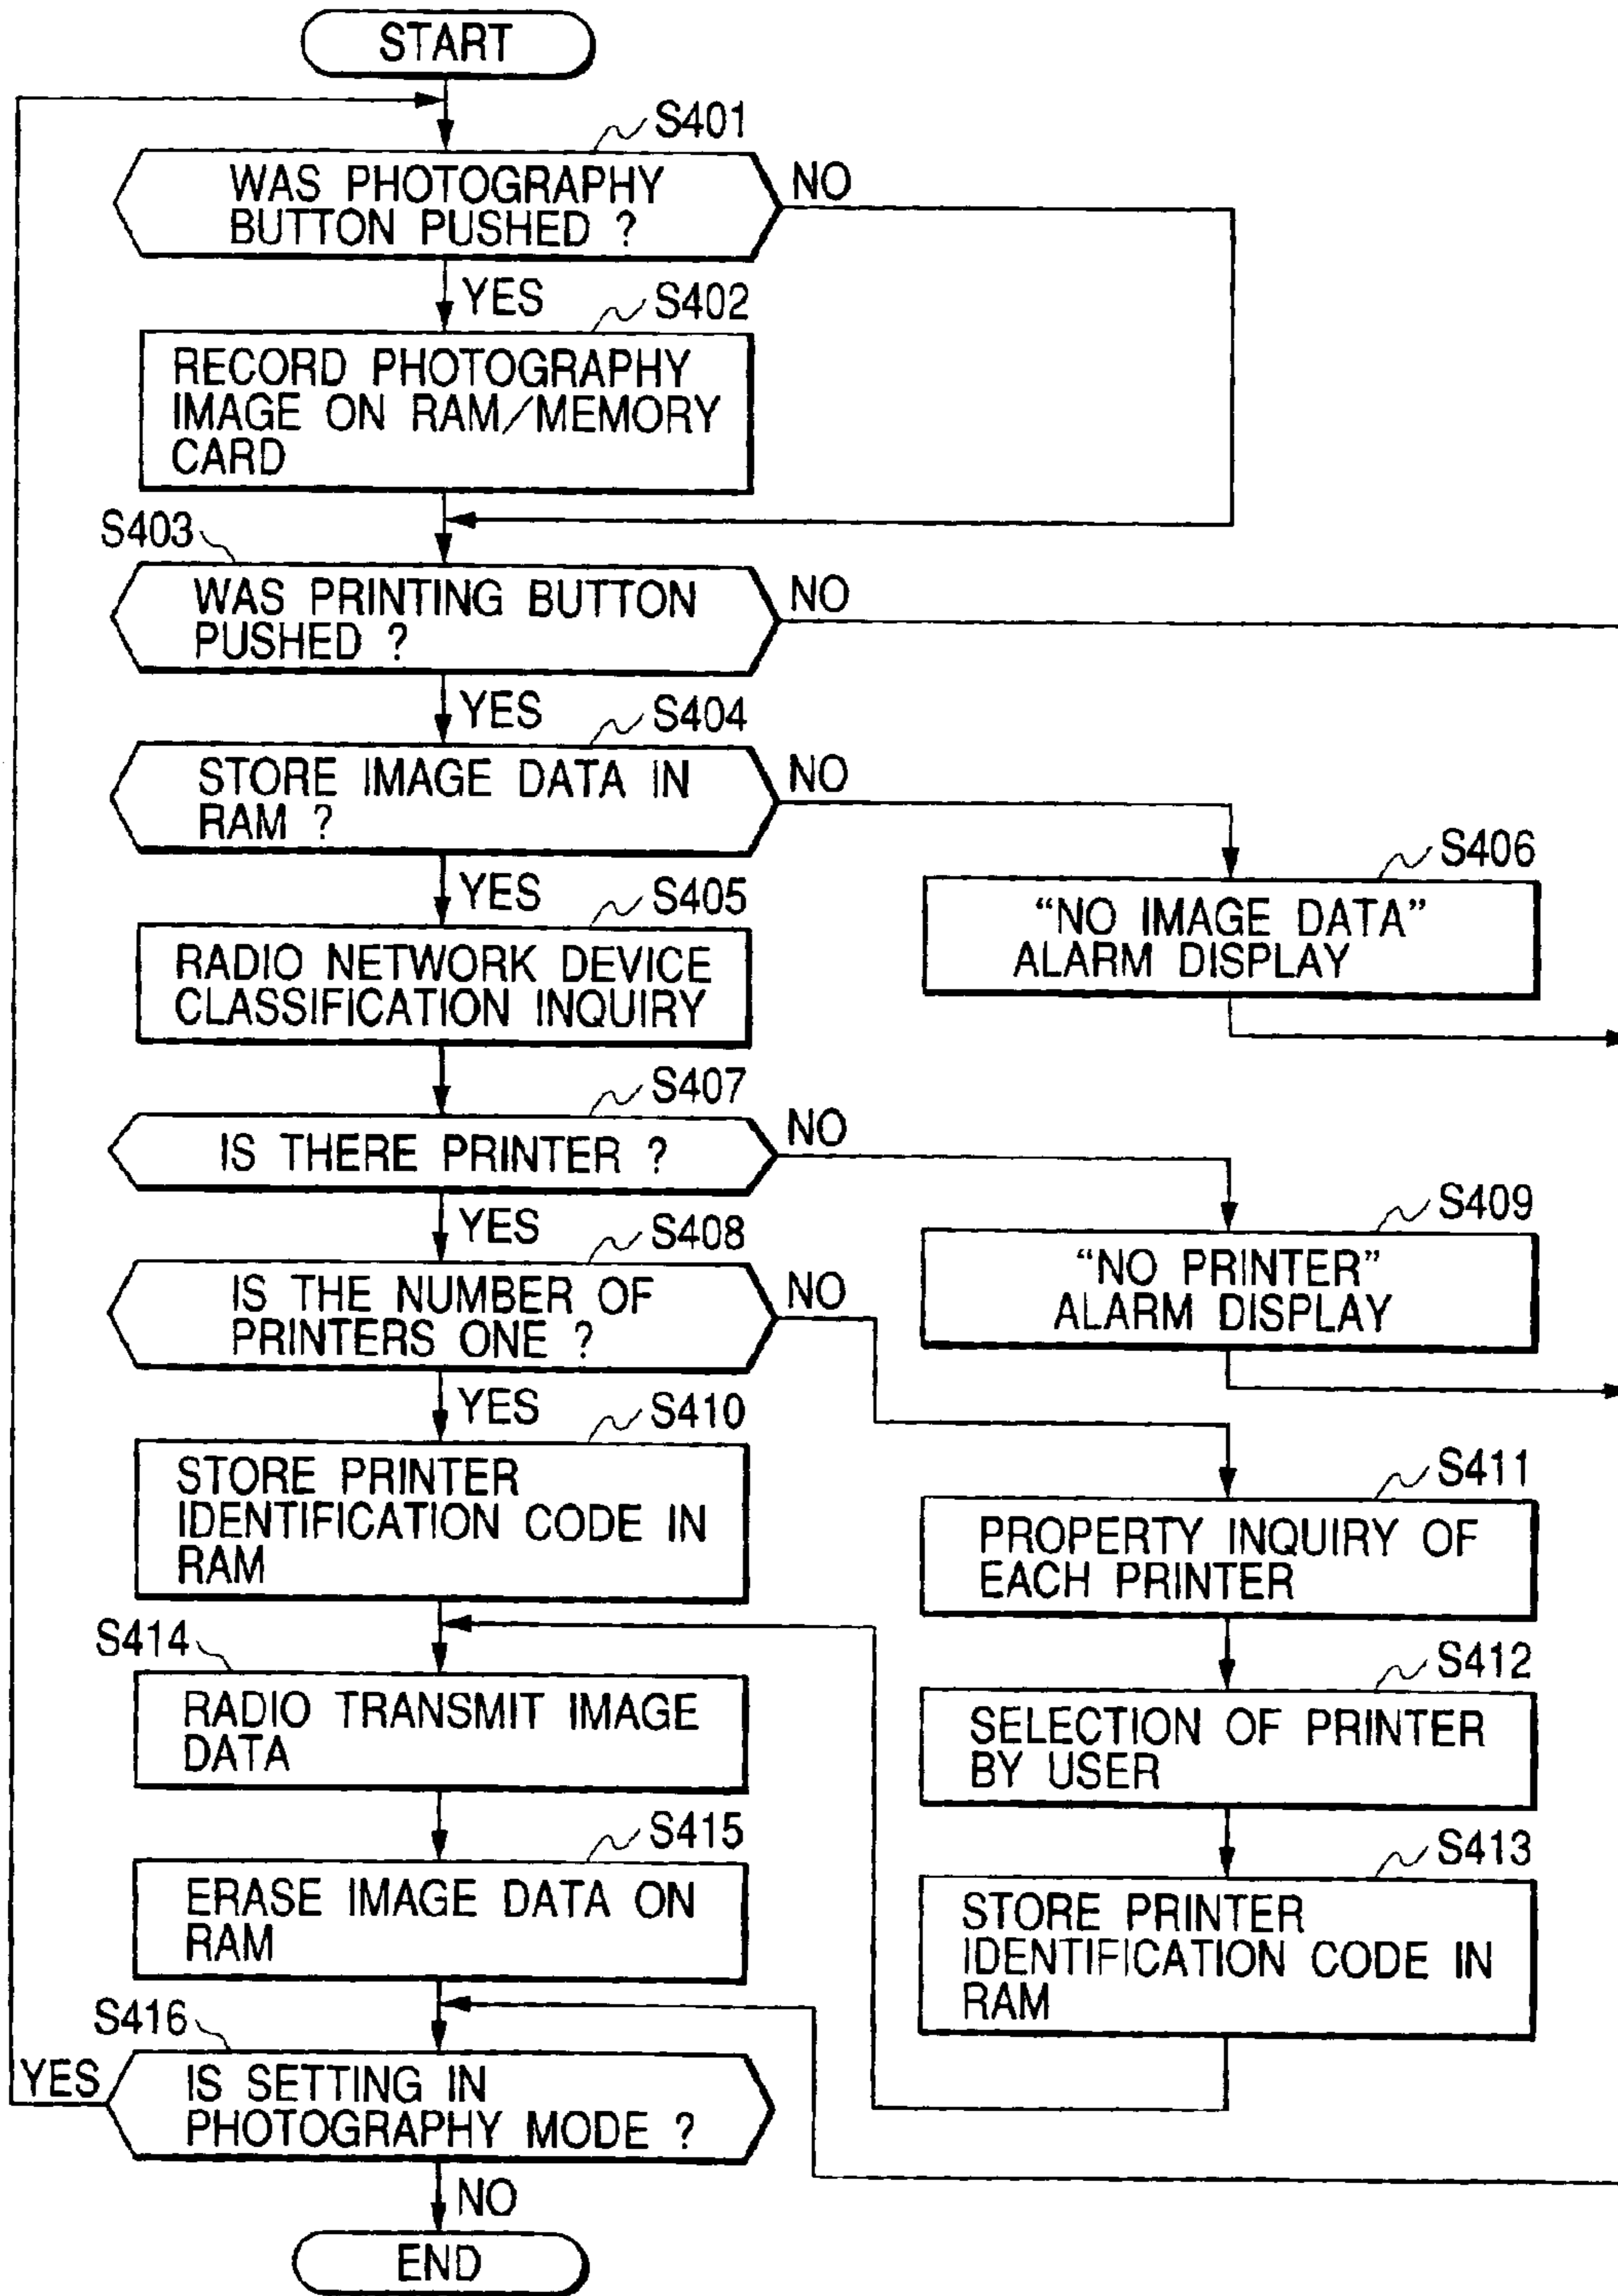 START
S401
WAS PHOTOGRAPHY
BUTTON PUSHED ?
NO
YES
S402
RECORD PHOTOGRAPHY
IMAGE ON RAM/MEMORY
CARD
S403
WAS PRINTING BUTTON
PUSHED ?
NO
YES
S404
STORE IMAGE DATA IN
RAM ?
NO
YES
S405
RADIO NETWORK DEVICE
CLASSIFICATION INQUIRY
S406
“NO IMAGE DATA”
ALARM DISPLAY
S407
IS THERE PRINTER ?
NO
YES
S408
IS THE NUMBER OF
PRINTERS ONE ?
NO
S409
“NO PRINTER”
ALARM DISPLAY
YES
S410
STORE PRINTER
IDENTIFICATION CODE IN
RAM
S411
PROPERTY INQUIRY OF
EACH PRINTER
S412
SELECTION OF PRINTER
BY USER
S413
STORE PRINTER
IDENTIFICATION CODE IN
RAM
S414
RADIO TRANSMIT IMAGE
DATA
S415
ERASE IMAGE DATA ON
RAM
S416
YES
IS SETTING IN
PHOTOGRAPHY MODE ?
NO
END